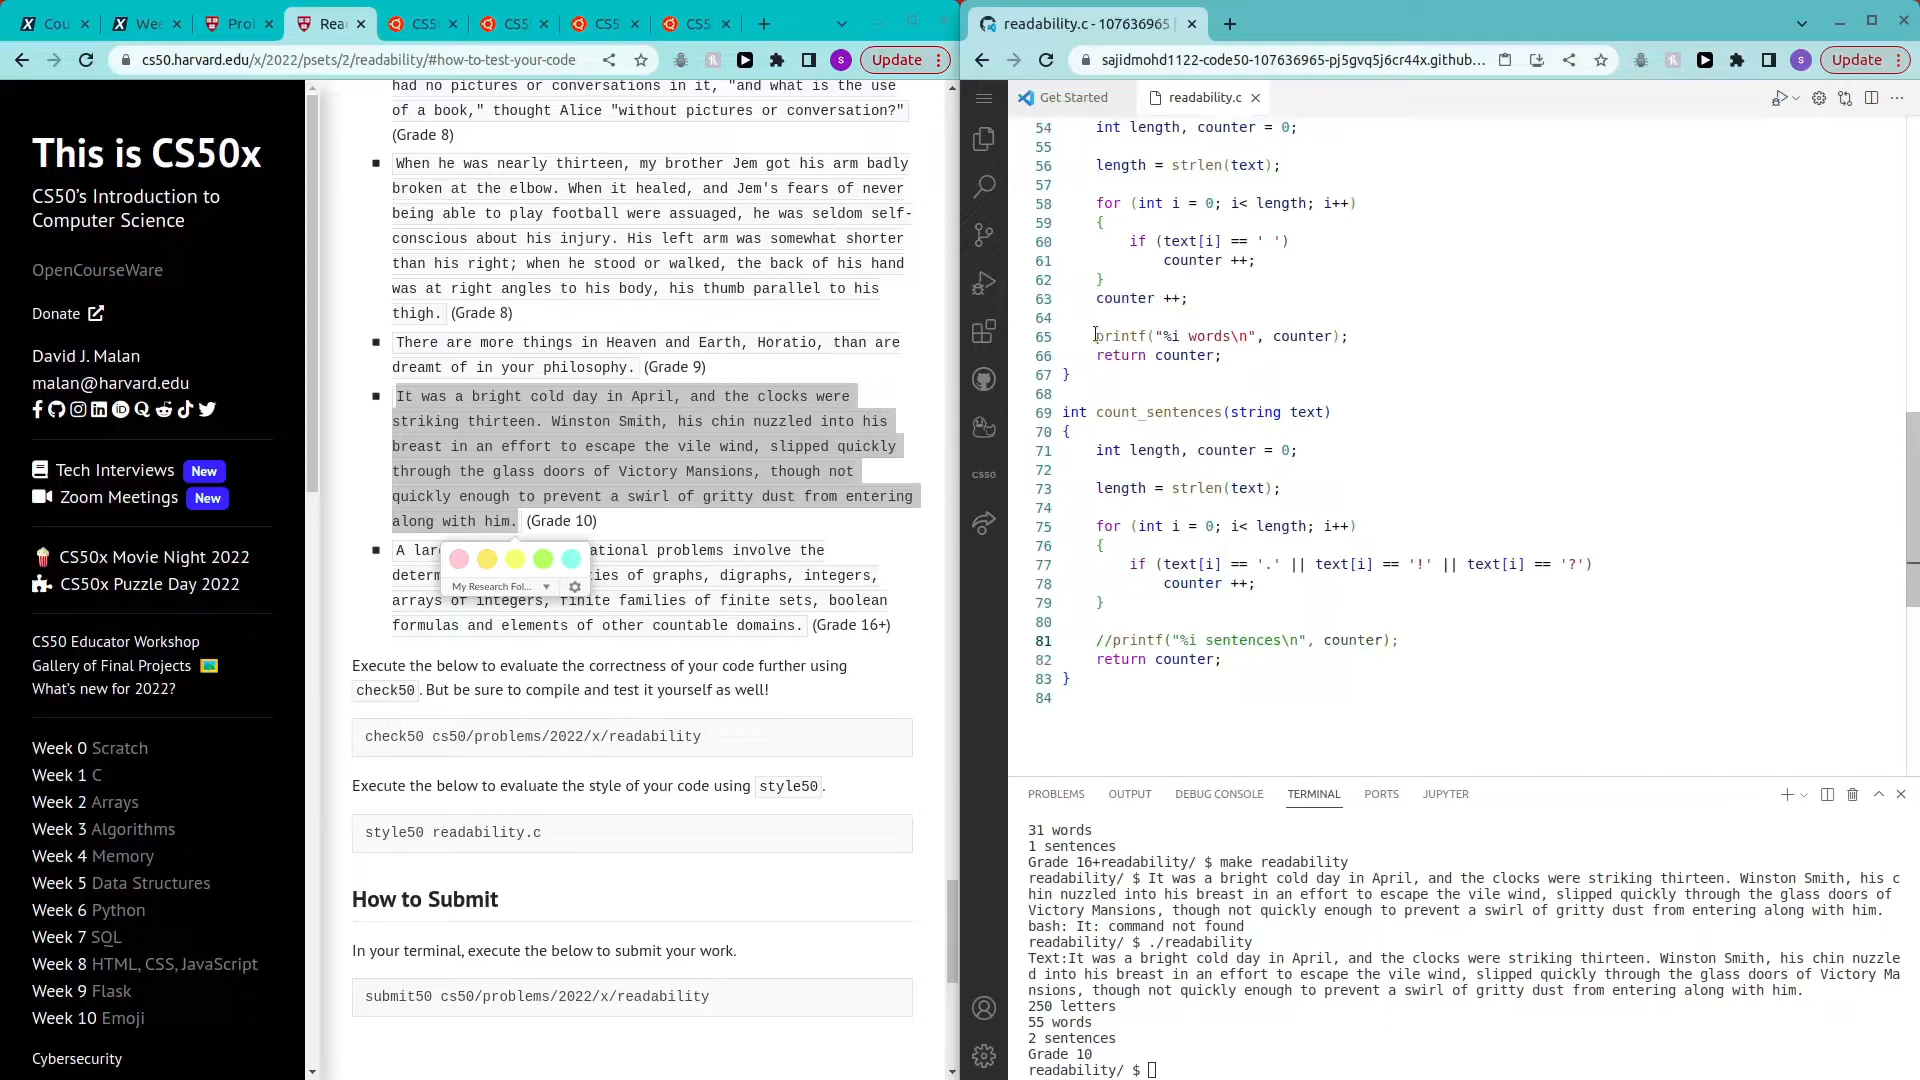 Cou
Wee
Pro
Rea
CS5
CS5
CS5
CS5
cs50.harvard.edu/x/2022/psets/2/readability/#how-to-test-your-code
S
Update
This is CS50x
CS50's Introduction to
Computer Science
OpenCourseWare
Donate
David J. Malan
malan@harvard.edu
Tech Interviews New
Zoom Meetings New
CS50x Movie Night 2022
CS50x Puzzle Day 2022
CS50 Educator Workshop
Gallery of Final Projects
What's new for 2022?
Week 0 Scratch
Week 1 C
Week 2 Arrays
Week 3 Algorithms
Week 4 Memory
Week 5 Data Structures
Week 6 Python
Week 7 SQL
Week 8 HTML, CSS, JavaScript
Week 9 Flask
Week 10 Emoji
Cybersecurity
had no pictures or conversations in it, "and what is the use
of a book," thought Alice "without pictures or conversation?"
(Grade 8)
When he was nearly thirteen, my brother Jem got his arm badly
broken at the elbow. When it healed, and Jem's fears of never
being able to play football were assuaged, he was seldom self-
conscious about his injury. His left arm was somewhat shorter
than his right; when he stood or walked, the back of his hand
was at right angles to his body, his thumb parallel to his
thigh. (Grade 8)
There are more things in Heaven and Earth, Horatio, than are
dreamt of in your philosophy. (Grade 9)
It was a bright cold day in April, and the clocks were
striking thirteen. Winston Smith, his chin nuzzled into his
breast in an effort to escape the vile wind, slipped quickly
through the glass doors of Victory Mansions, though not
quickly enough to prevent a swirl of gritty dust from entering
along with him. (Grade 10)
A lar ational problems involve the
determ ies of graphs, digraphs, integers,
My Research Fol...
arrays of integers, finite families of finite sets, boolean
formulas and elements of other countable domains. (Grade 16+)
Execute the below to evaluate the correctness of your code further using
check50. But be sure to compile and test it yourself as well!
check50 cs50/problems/2022/x/readability
Execute the below to evaluate the style of your code using style50.
style50 readability.c
How to Submit
In your terminal, execute the below to submit your work.
submit50 cs50/problems/2022/x/readability
readability.c - 107636965
sajidmohd1122-code50-107636965-pj5gvq5j6cr44x.github...
S
Update
Get Started
readability.c
CS50
54 int length, counter = 0;
55
56 length = strlen(text);
57
58 for (int i = 0; i< length; i++)
59 {
60 if (text[i] == ' ')
61 counter ++;
62 }
63 counter ++;
64
65 printf("%i words\n", counter);
66 return counter;
67 }
68
69 int count_sentences(string text)
70 {
71 int length, counter = 0;
72
73 length = strlen(text);
74
75 for (int i = 0; i< length; i++)
76 {
77 if (text[i] == '.' || text[i] == '!' || text[i] == '?')
78 counter ++;
79 }
80
81 //printf("%i sentences\n", counter);
82 return counter;
83 }
84
PROBLEMS OUTPUT DEBUG CONSOLE TERMINAL PORTS JUPYTER
31 words
1 sentences
Grade 16+readability/ $ make readability
readability/ $ It was a bright cold day in April, and the clocks were striking thirteen. Winston Smith, his c
hin nuzzled into his breast in an effort to escape the vile wind, slipped quickly through the glass doors of
Victory Mansions, though not quickly enough to prevent a swirl of gritty dust from entering along with him.
bash: It: command not found
readability/ $ ./readability
Text:It was a bright cold day in April, and the clocks were striking thirteen. Winston Smith, his chin nuzzle
d into his breast in an effort to escape the vile wind, slipped quickly through the glass doors of Victory Ma
nsions, though not quickly enough to prevent a swirl of gritty dust from entering along with him.
250 letters
55 words
2 sentences
Grade 10
readability/ $